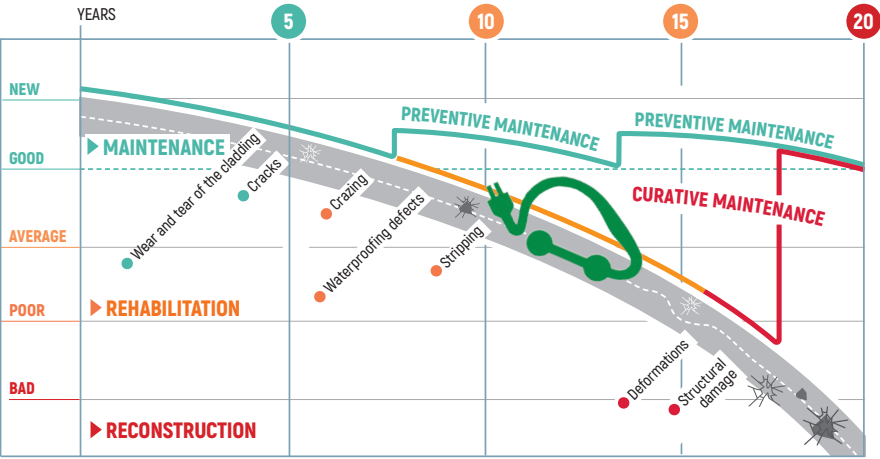 YEARS
5
10
15
20
NEW
GOOD
AVERAGE
POOR
BAD
MAINTENANCE
REHABILITATION
RECONSTRUCTION
PREVENTIVE MAINTENANCE
PREVENTIVE MAINTENANCE
CURATIVE MAINTENANCE
Wear and tear of the cladding
Cracks
Crazing
Waterproofing defects
Stripping
Deformations
Structural
damage